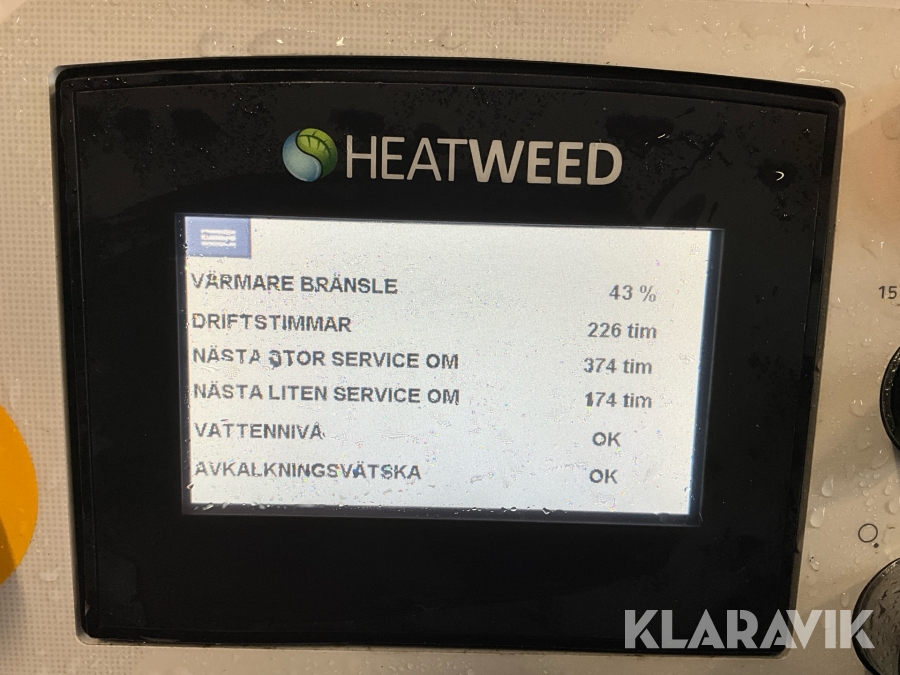 HEATWEED
VÄRMARE BRÄNSLE 43 %
DRIFTSTIMMAR 226 tim
NÄSTA STOR SERVICE OM 374 tim
NÄSTA LITEN SERVICE OM 174 tim
VATTENNIVÅ OK
AVKALKNINGSVÄTSKA OK
15
KLARAVIK